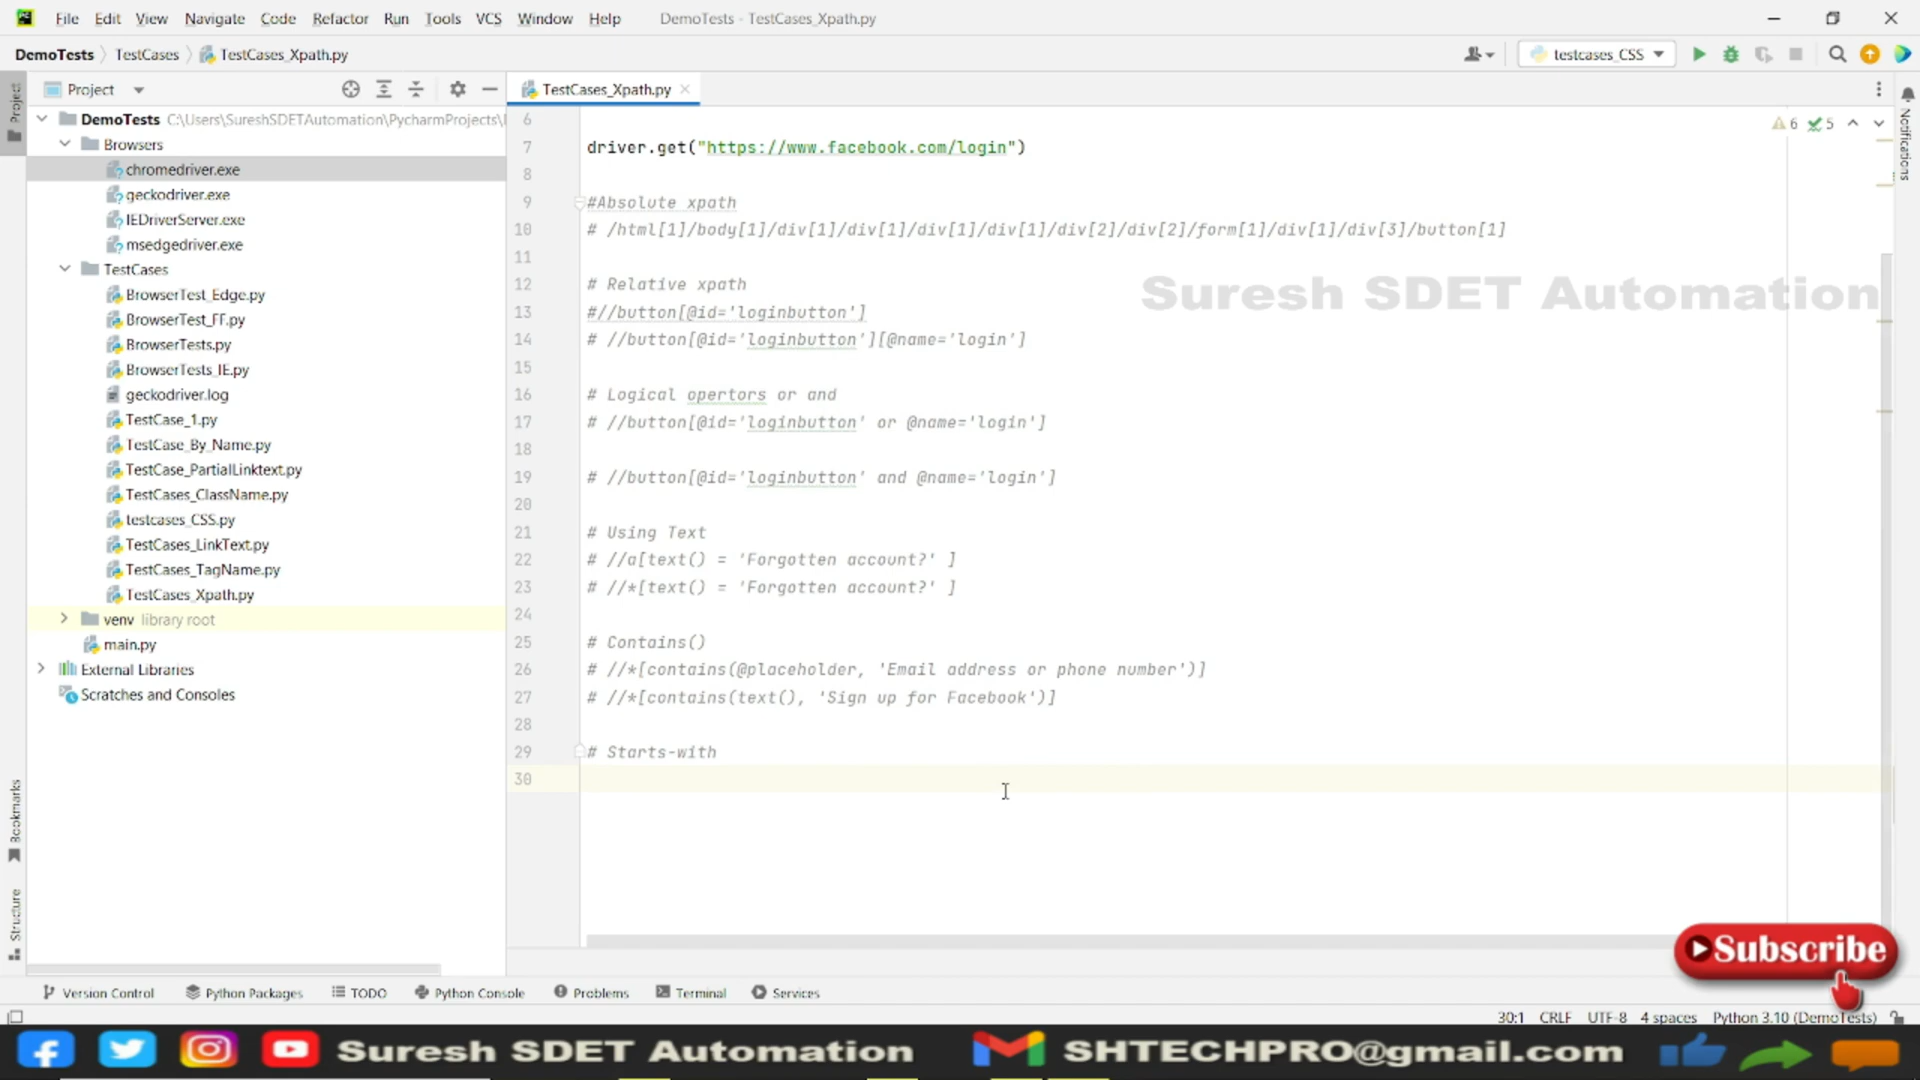 File Edit View Navigate Code Refactor Run Tools VCS Window Help DemoTests - TestCases_Xpath.py
DemoTests TestCases TestCases_Xpath.py testcases_CSS
Project
Project
TestCases_Xpath.py
Notifications
DemoTests C:\Users\SureshSDETAutomation\PycharmProjects\
Browsers
chromedriver.exe
geckodriver.exe
IEDriverServer.exe
msedgedriver.exe
TestCases
BrowserTest_Edge.py
BrowserTest_FF.py
BrowserTests.py
BrowserTests_IE.py
geckodriver.log
TestCase_1.py
TestCase_By_Name.py
TestCase_PartialLinktext.py
TestCases_ClassName.py
testcases_CSS.py
TestCases_LinkText.py
TestCases_TagName.py
TestCases_Xpath.py
venv library root
main.py
External Libraries
Scratches and Consoles
Bookmarks
Structure
6
6 5
7 driver.get("https://www.facebook.com/login")
8
9 #Absolute xpath
10 # /html[1]/body[1]/div[1]/div[1]/div[1]/div[1]/div[2]/div[2]/form[1]/div[1]/div[3]/button[1]
11
12 # Relative xpath
Suresh SDET Automation
13 #//button[@id='loginbutton']
14 # //button[@id='loginbutton'][@name='login']
15
16 # Logical opertors or and
17 # //button[@id='loginbutton' or @name='login']
18
19 # //button[@id='loginbutton' and @name='login']
20
21 # Using Text
22 # //a[text() = 'Forgotten account?' ]
23 # //*[text() = 'Forgotten account?' ]
24
25 # Contains()
26 # //*[contains(@placeholder, 'Email address or phone number')]
27 # //*[contains(text(), 'Sign up for Facebook')]
28
29 # Starts-with
30
Subscribe
Version Control Python Packages TODO Python Console Problems Terminal Services
30:1 CRLF UTF-8 4 spaces Python 3.10 (DemoTests)
Suresh SDET Automation SHTECHPRO@gmail.com